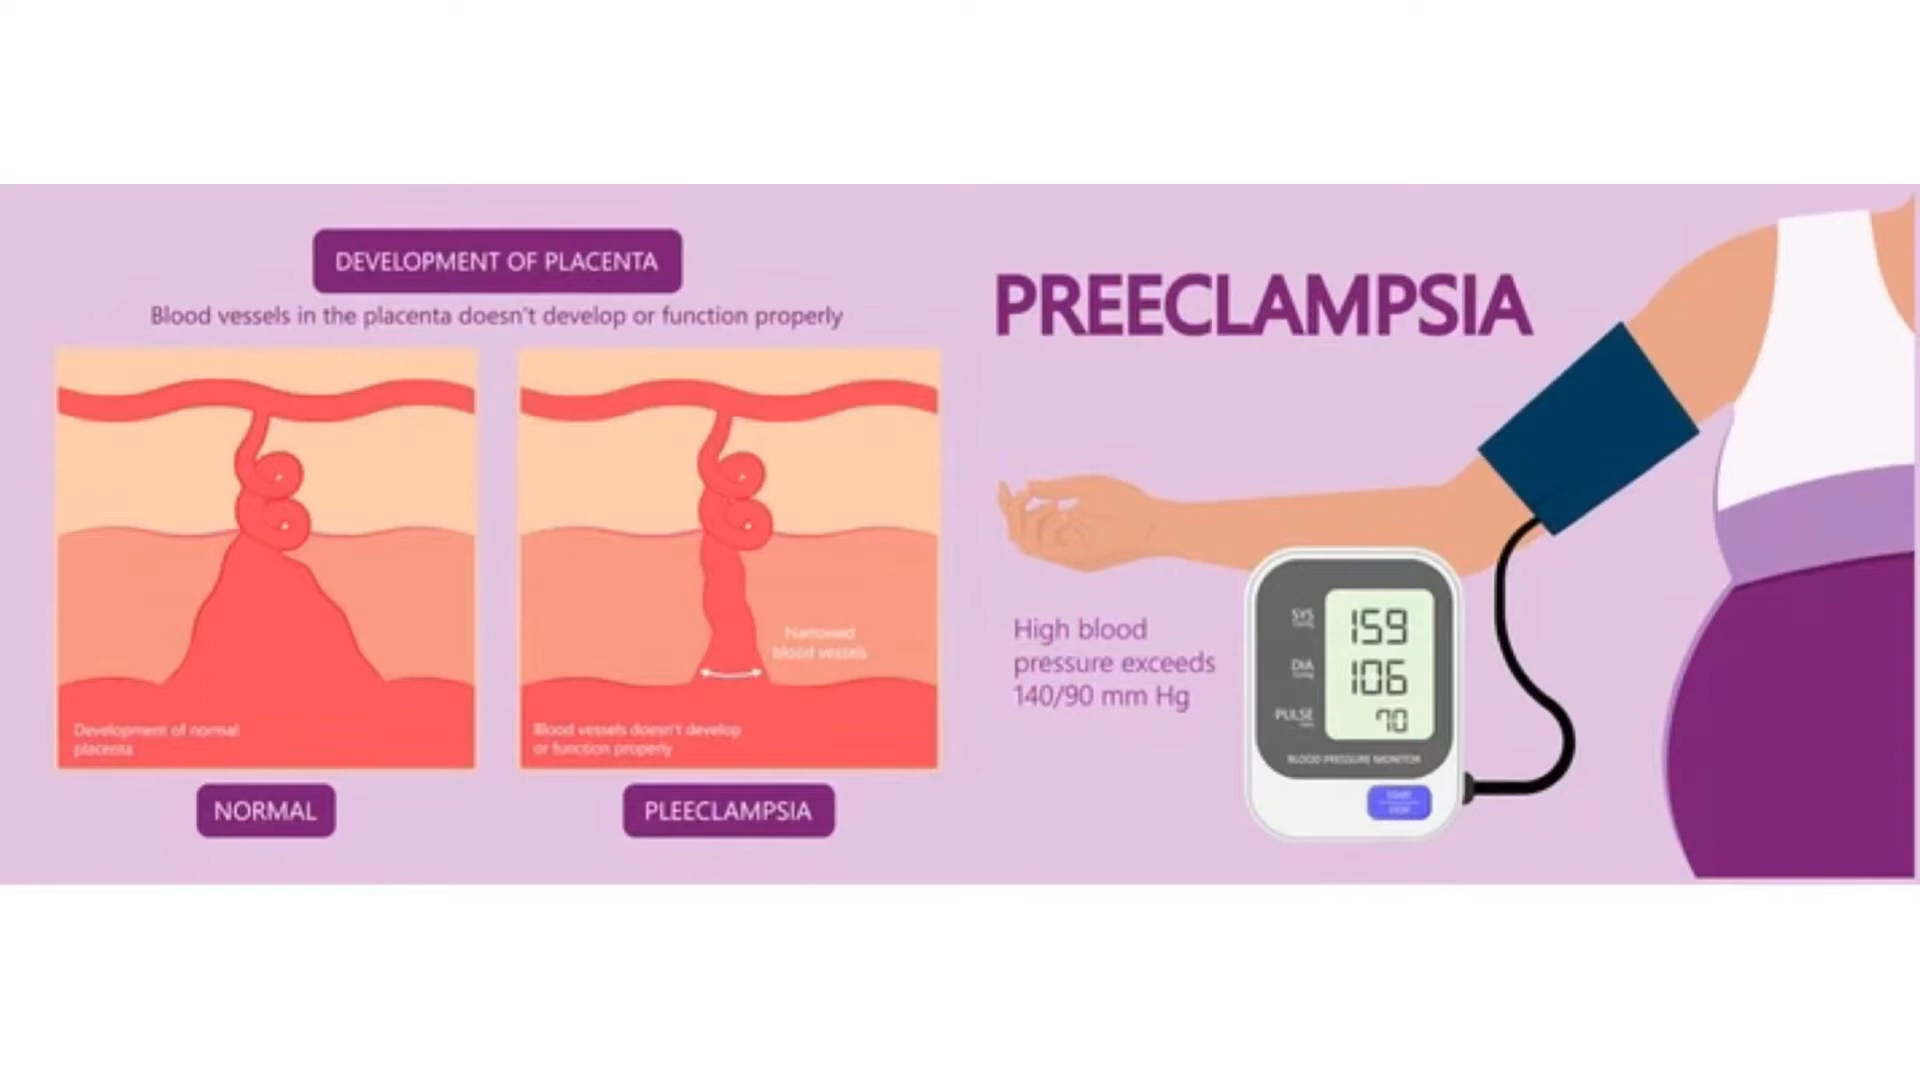 DEVELOPMENT OF PLACENTA
Blood vessels in the placenta doesn't develop or function properly
Narrowed
blood vessels
Development of normal
placenta
Blood vessels doesn't develop
or function properly
NORMAL
PLEECLAMPSIA
PREECLAMPSIA
High blood
pressure exceeds
140/90 mm Hg
SYS
159
DIA
106
PULSE
70
BLOOD PRESSURE MONITOR
START
STOP